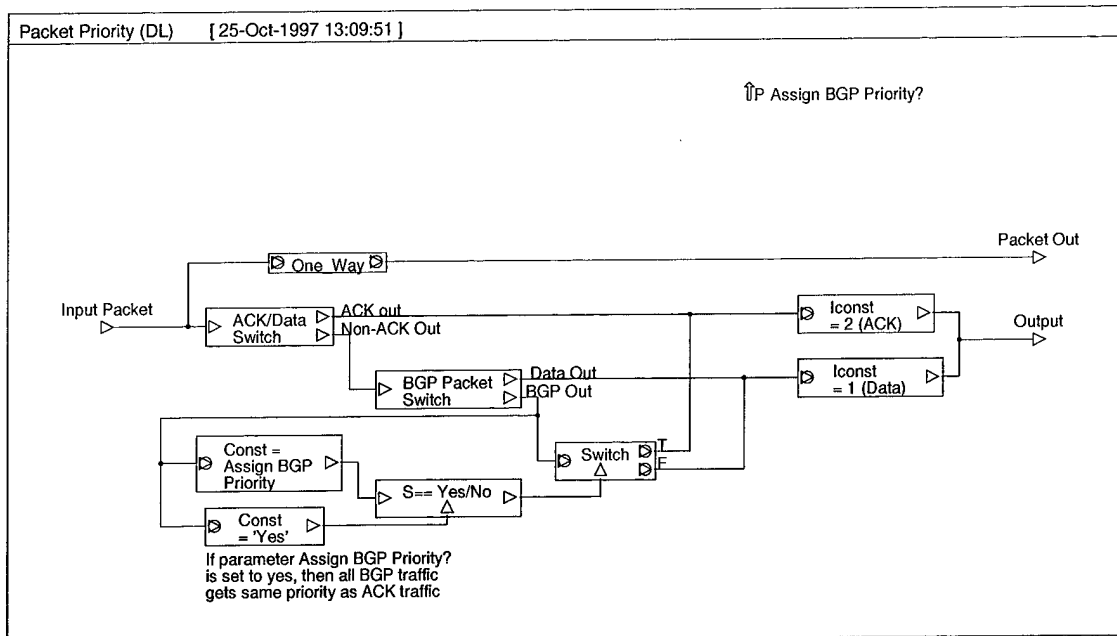 Packet Priority (DL) [ 25-Oct-1997 13:09:51 ]
⇑P Assign BGP Priority?
Packet Out
One_Way
Input Packet
ACK/Data
Switch
ACK out
Non-ACK Out
Iconst
= 2 (ACK)
Output
BGP Packet
Switch
Data Out
BGP Out
Iconst
= 1 (Data)
Const =
Assign BGP
Priority
Switch
T
F
S== Yes/No
Const
= 'Yes'
If parameter Assign BGP Priority?
is set to yes, then all BGP traffic
gets same priority as ACK traffic